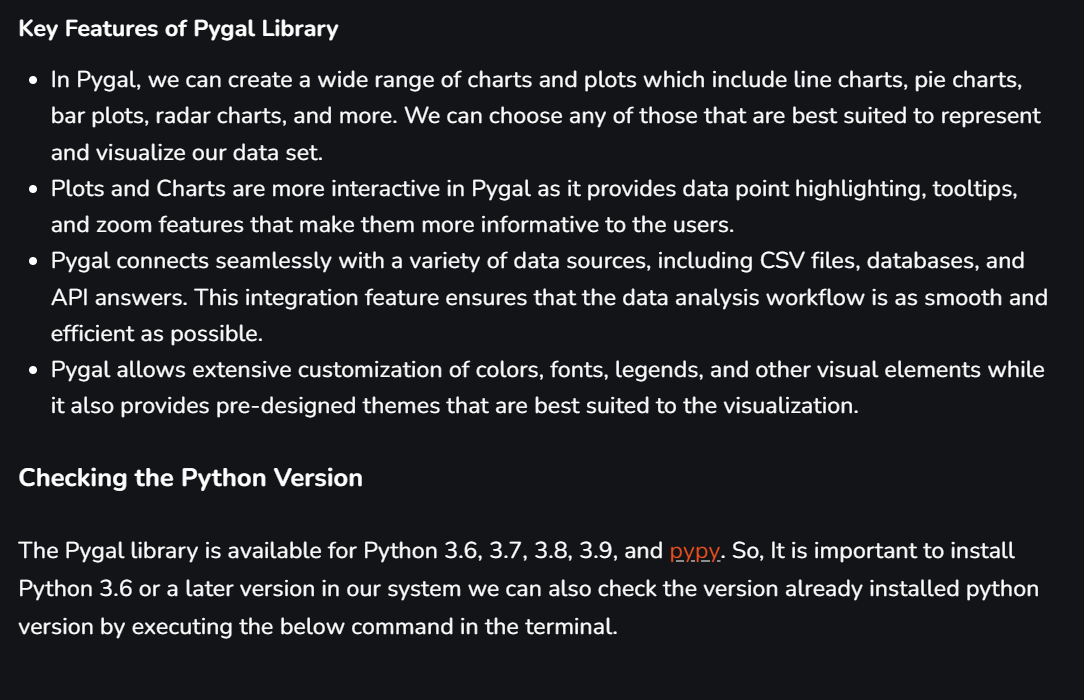 Key Features of Pygal Library
• In Pygal, we can create a wide range of charts and plots which include line charts, pie charts,
bar plots, radar charts, and more. We can choose any of those that are best suited to represent
and visualize our data set.
• Plots and Charts are more interactive in Pygal as it provides data point highlighting, tooltips,
and zoom features that make them more informative to the users.
• Pygal connects seamlessly with a variety of data sources, including CSV files, databases, and
API answers. This integration feature ensures that the data analysis workflow is as smooth and
efficient as possible.
• Pygal allows extensive customization of colors, fonts, legends, and other visual elements while
it also provides pre-designed themes that are best suited to the visualization.
Checking the Python Version
The Pygal library is available for Python 3.6, 3.7, 3.8, 3.9, and pypy. So, It is important to install
Python 3.6 or a later version in our system we can also check the version already installed python
version by executing the below command in the terminal.